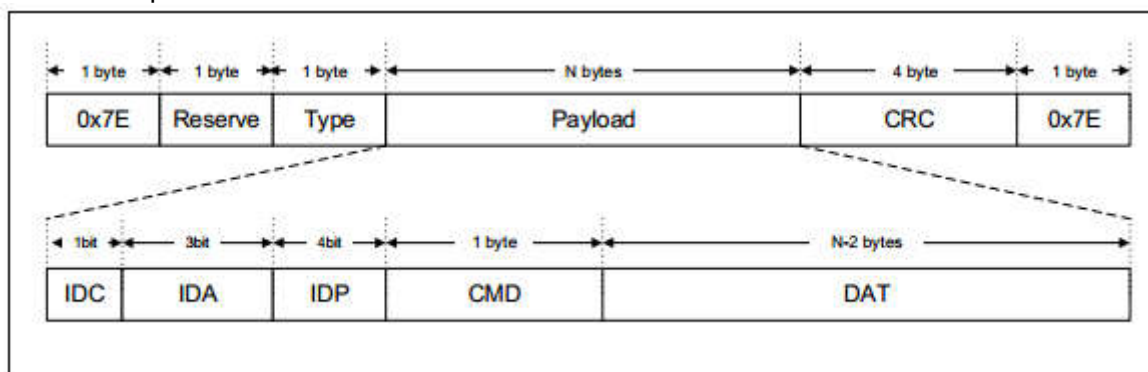 1 byte 1 byte 1 byte N bytes 4 byte 1 byte
0x7E Reserve Type Payload CRC 0x7E
1bit 3bit 4bit 1 byte N-2 bytes
IDC IDA IDP CMD DAT